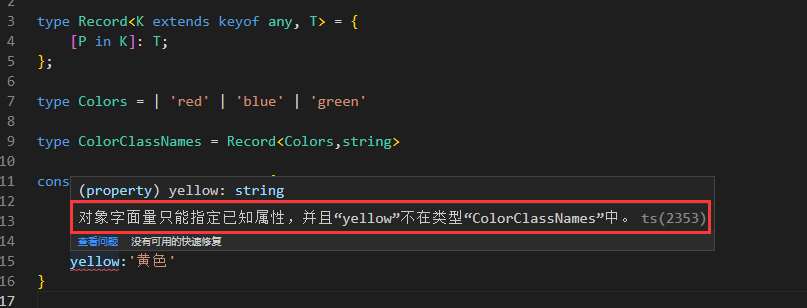 2
3 type Record<K extends keyof any, T> = {
4 [P in K]: T;
5 };
6
7 type Colors = | 'red' | 'blue' | 'green'
8
9 type ColorClassNames = Record<Colors,string>
10
11 cons
12 (property) yellow: string
13 对象字面量只能指定已知属性，并且“yellow”不在类型“ColorClassNames”中。 ts(2353)
14 查看问题 没有可用的快速修复
15 yellow:'黄色'
16 }
17